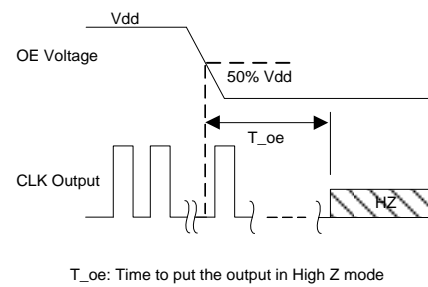 Vdd
OE Voltage
50% Vdd
T_oe
CLK Output
HZ
T_oe: Time to put the output in High Z mode